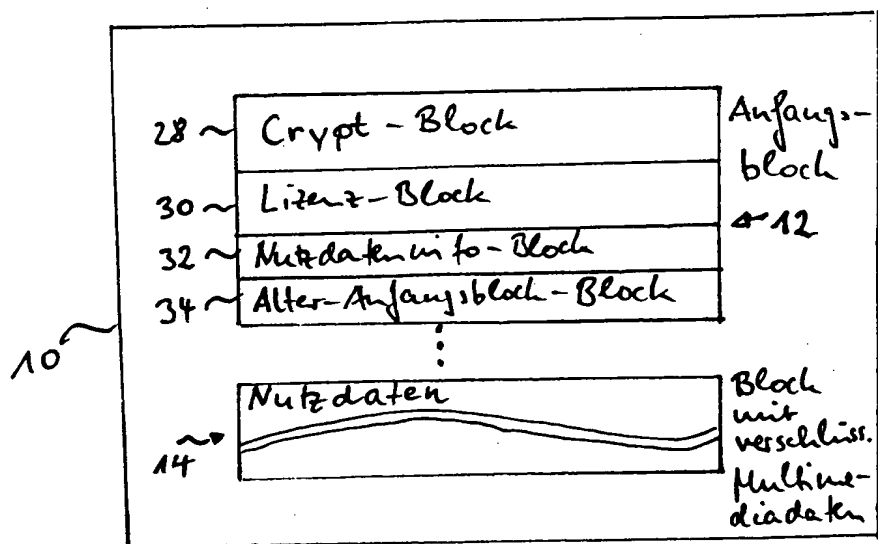 28 Crypt-Block
Anfangs-
block
30 Lizenz-Block
12
32 Nutzdateninfo-Block
34 Alter-Anfangsblock-Block
10
Nutzdaten
14
Block
mit
verschlüss.
Multime-
diadaten